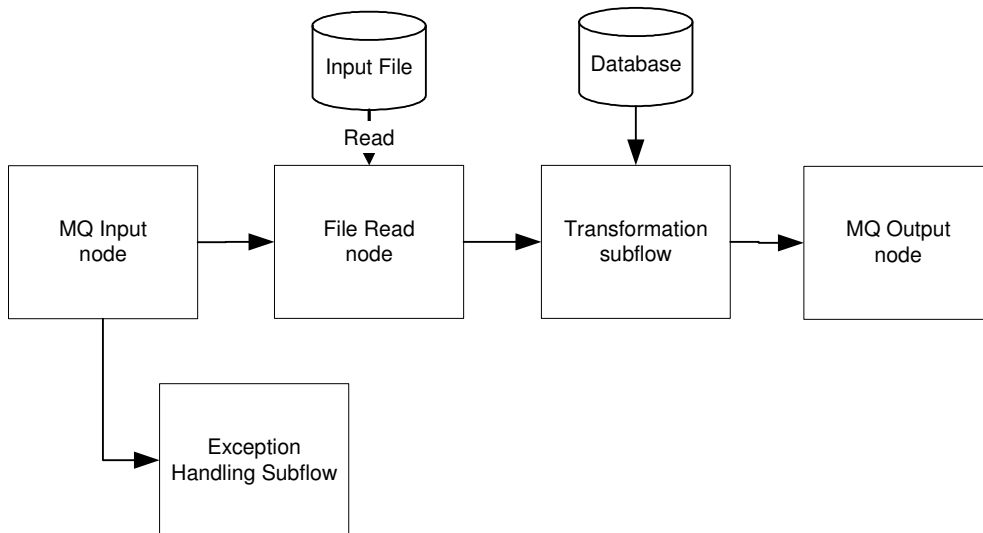 Input File
Database
Read
MQ Input
node
File Read
node
Transformation
subflow
MQ Output
node
Exception
Handling Subflow